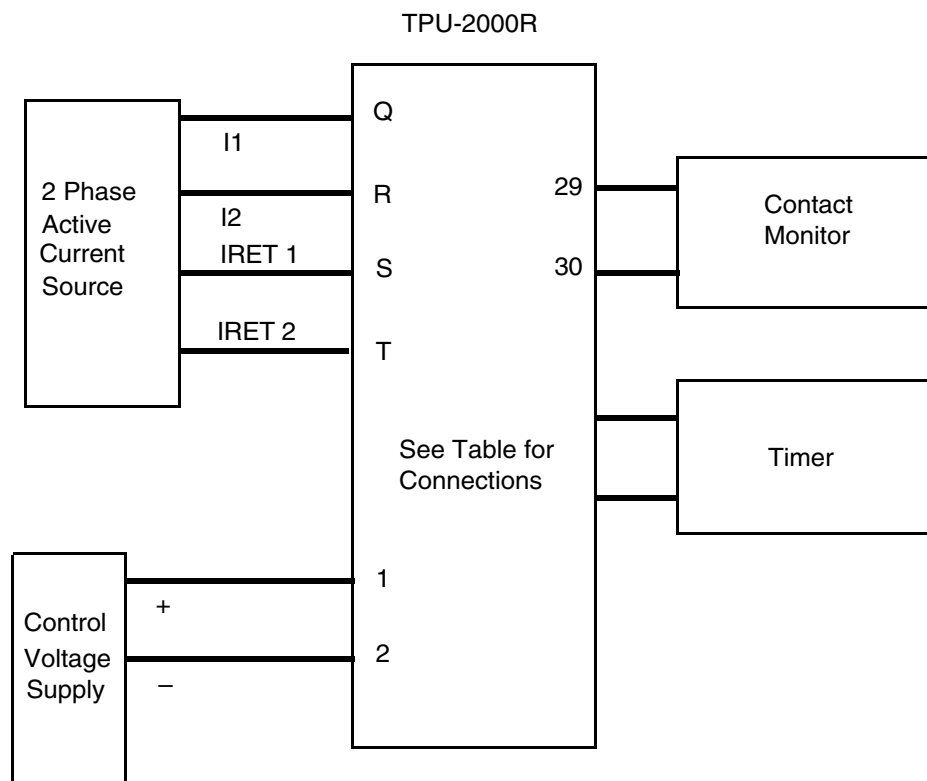 TPU-2000R
2 Phase
Active
Current
Source
I1
I2
IRET 1
IRET 2
Q
R
S
T
29
30
Contact
Monitor
See Table for
Connections
Timer
Control
Voltage
Supply
+
–
1
2